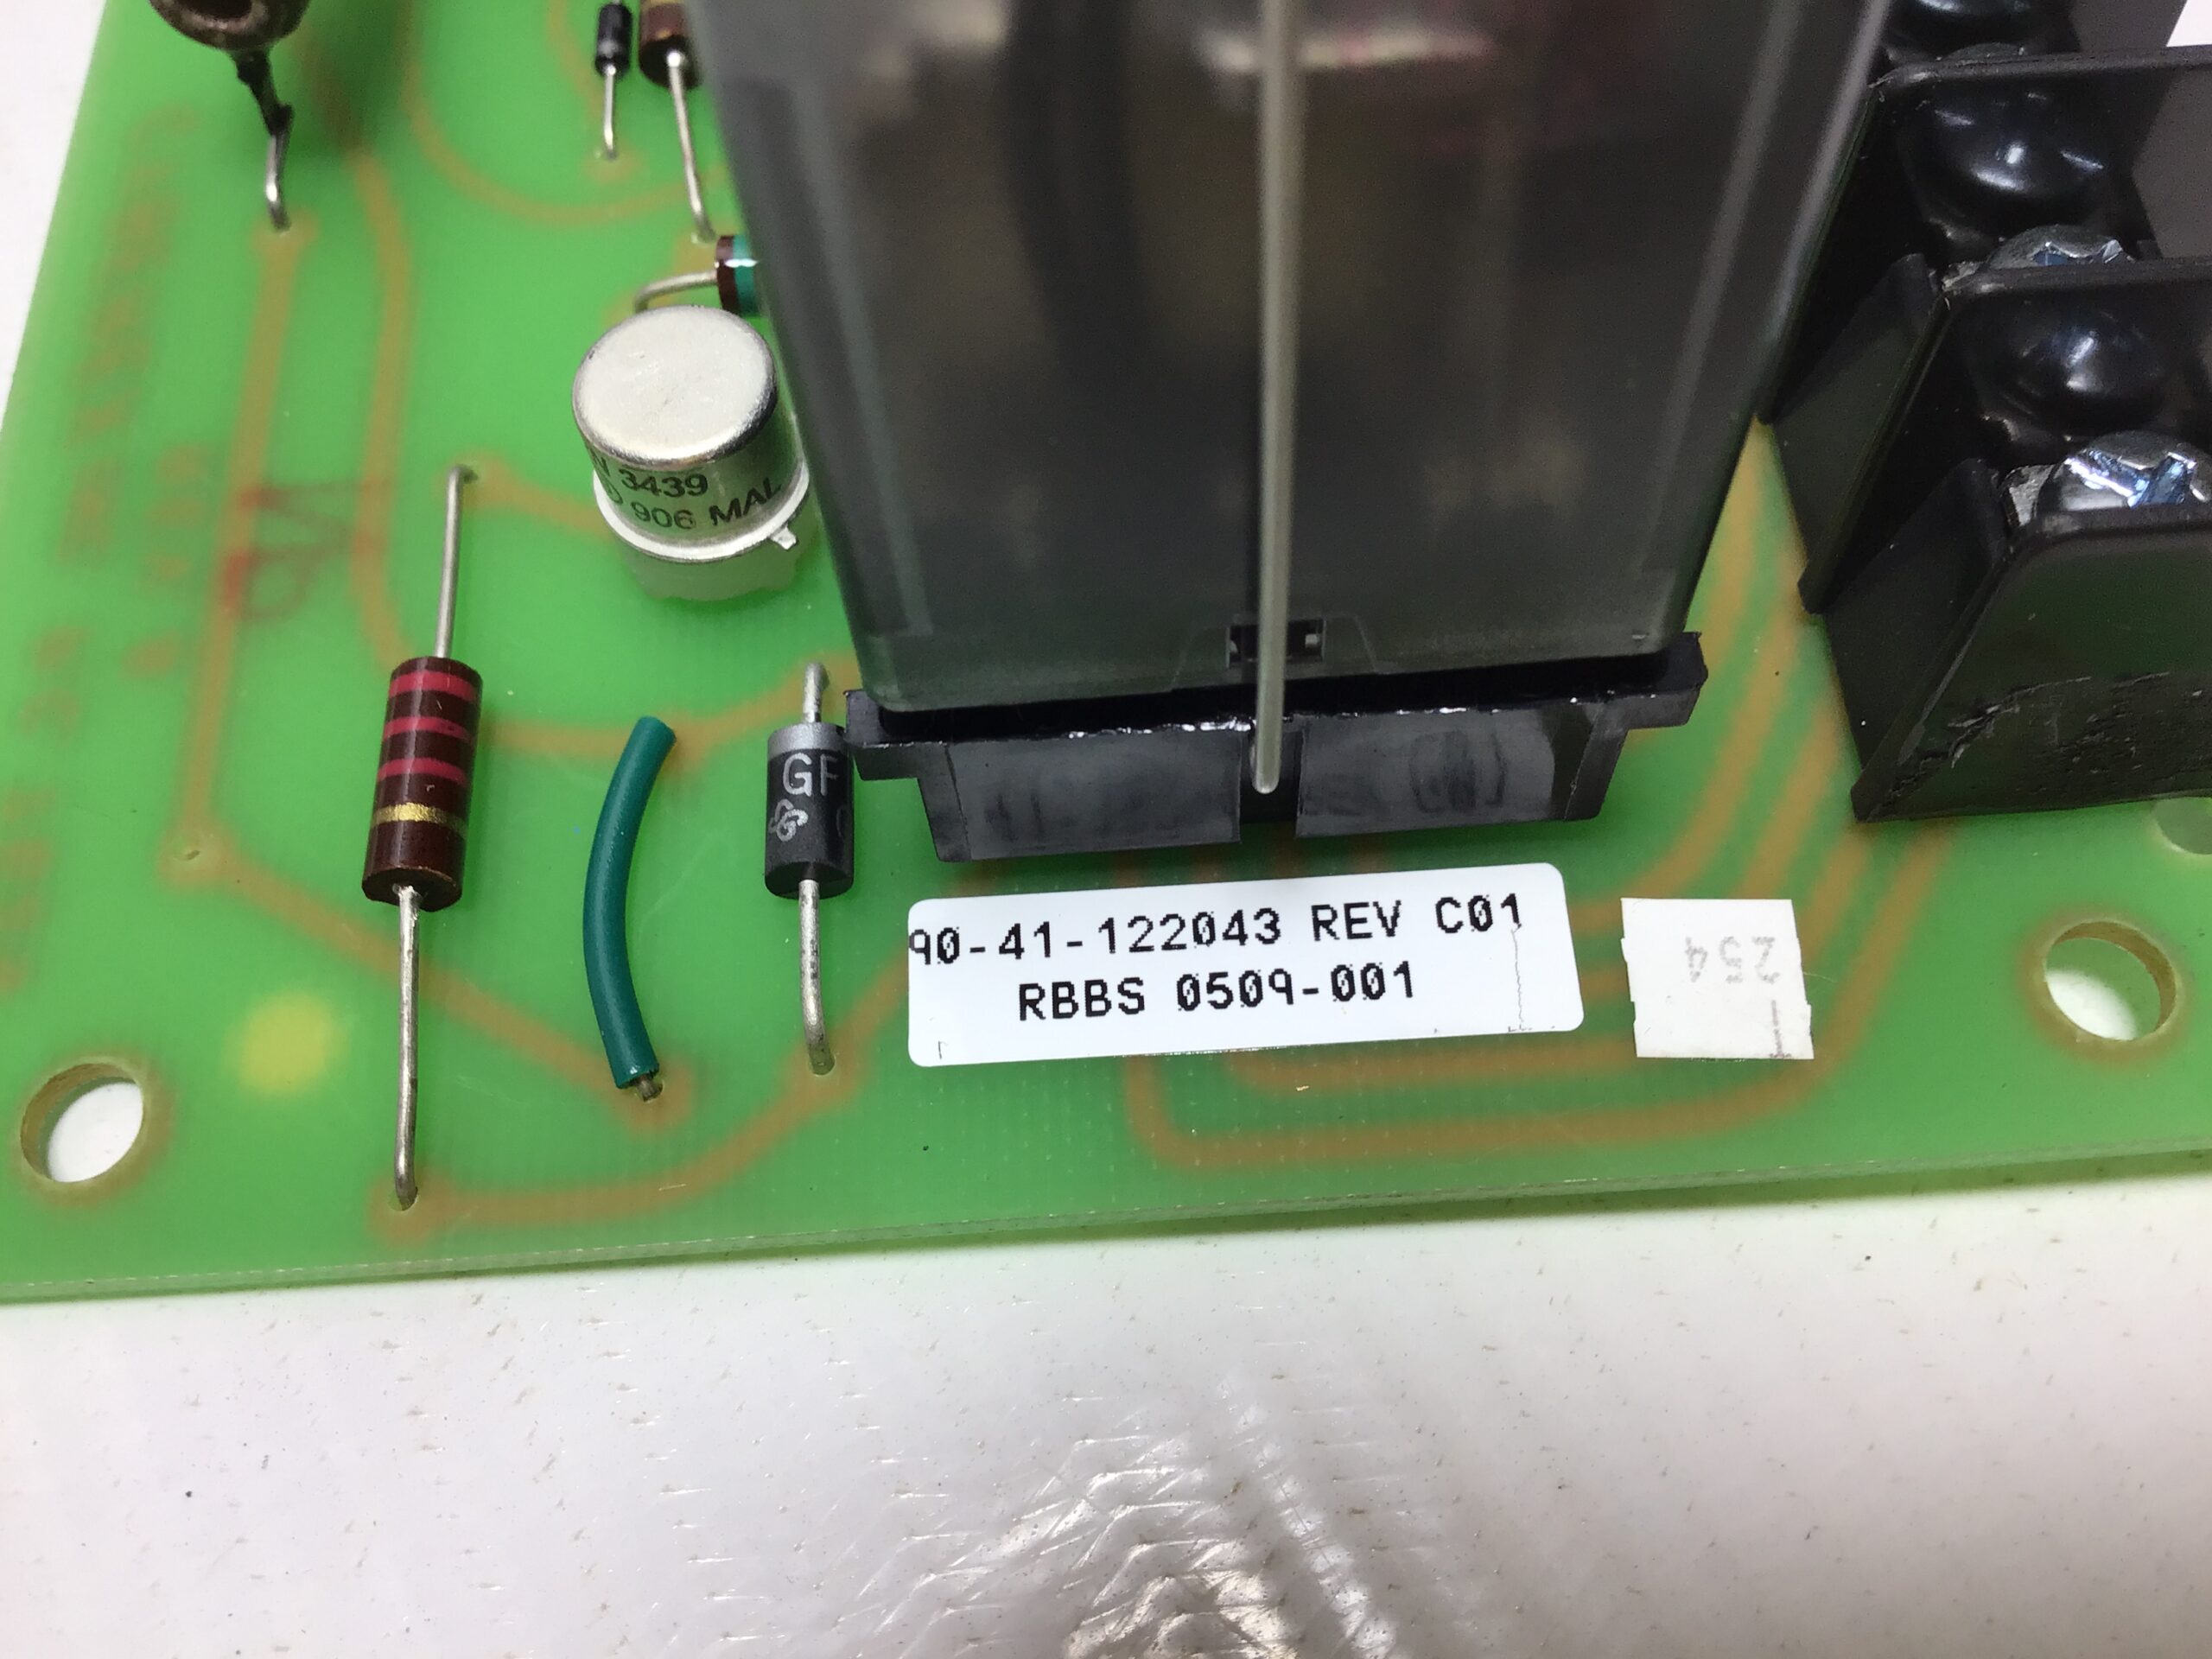 N 3439
906 MAL
GF
90-41-122043 REV C01
RBBS 0509-001
254